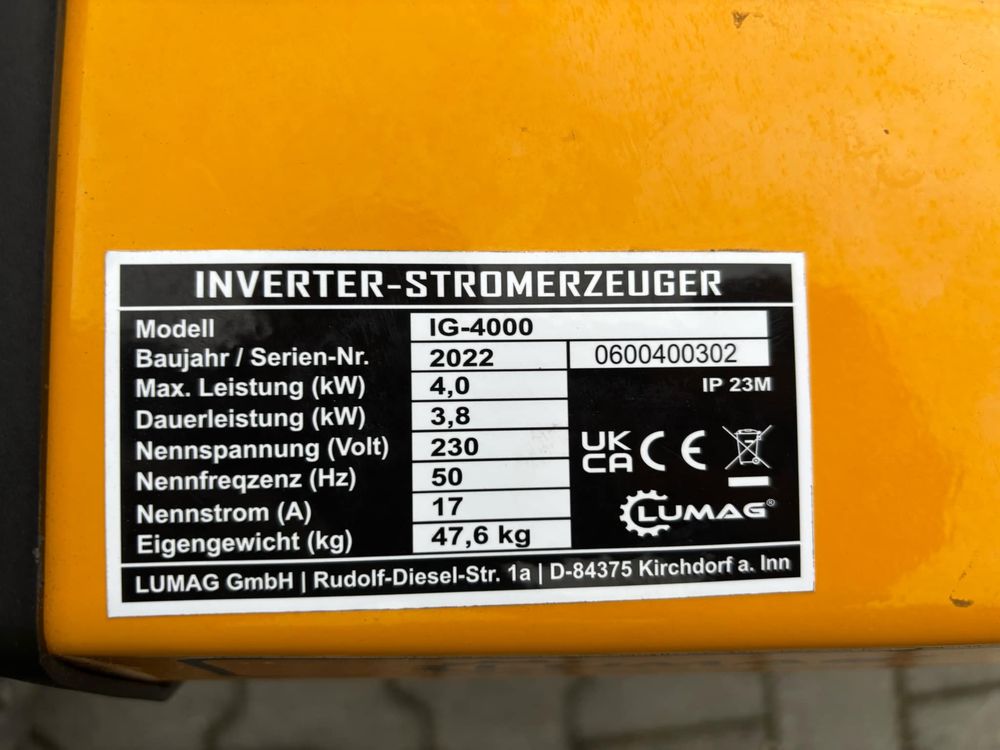 INVERTER-STROMERZEUGER
Modell IG-4000
Baujahr / Serien-Nr. 2022 0600400302
Max. Leistung (kW) 4,0 IP 23M
Dauerleistung (kW) 3,8
Nennspannung (Volt) 230 UK CA CE
Nennfreqzenz (Hz) 50
Nennstrom (A) 17 LUMAG®
Eigengewicht (kg) 47,6 kg
LUMAG GmbH | Rudolf-Diesel-Str. 1a | D-84375 Kirchdorf a. Inn